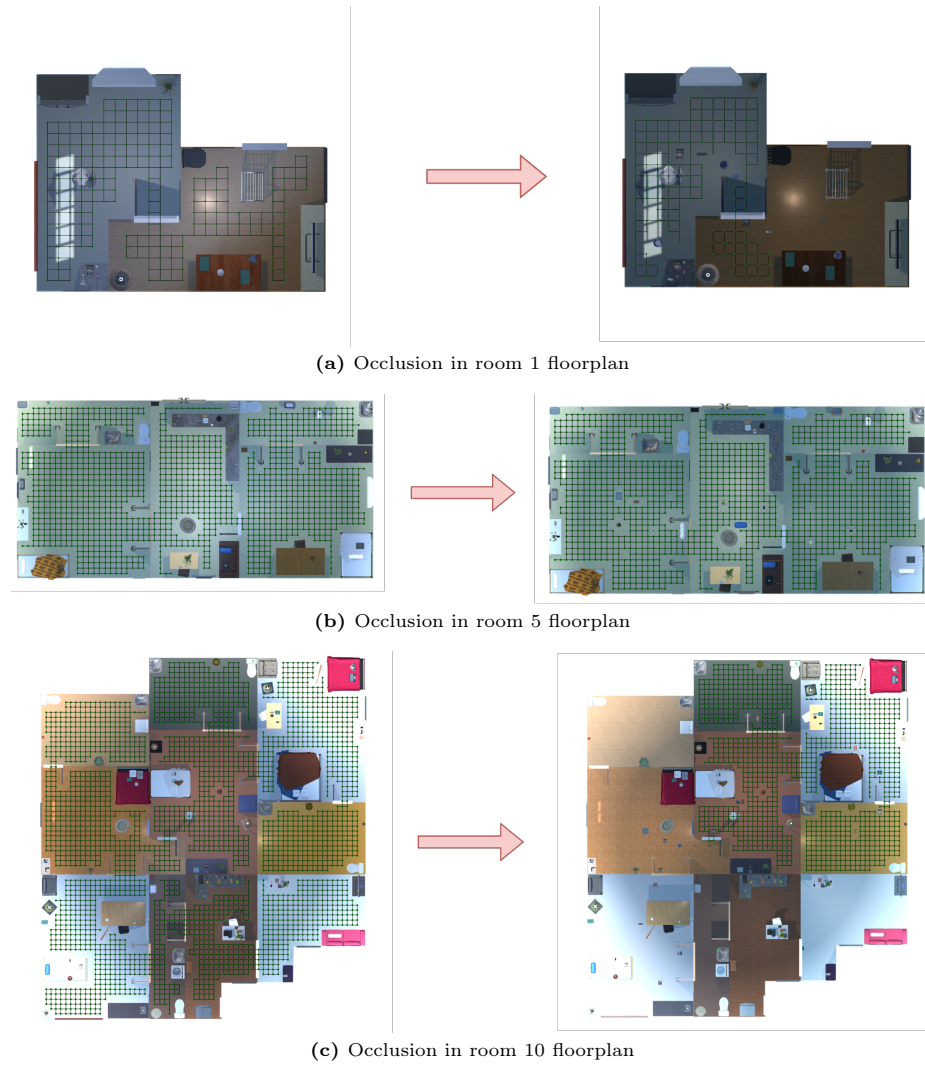 (a) Occlusion in room 1 floorplan
(b) Occlusion in room 5 floorplan
(c) Occlusion in room 10 floorplan